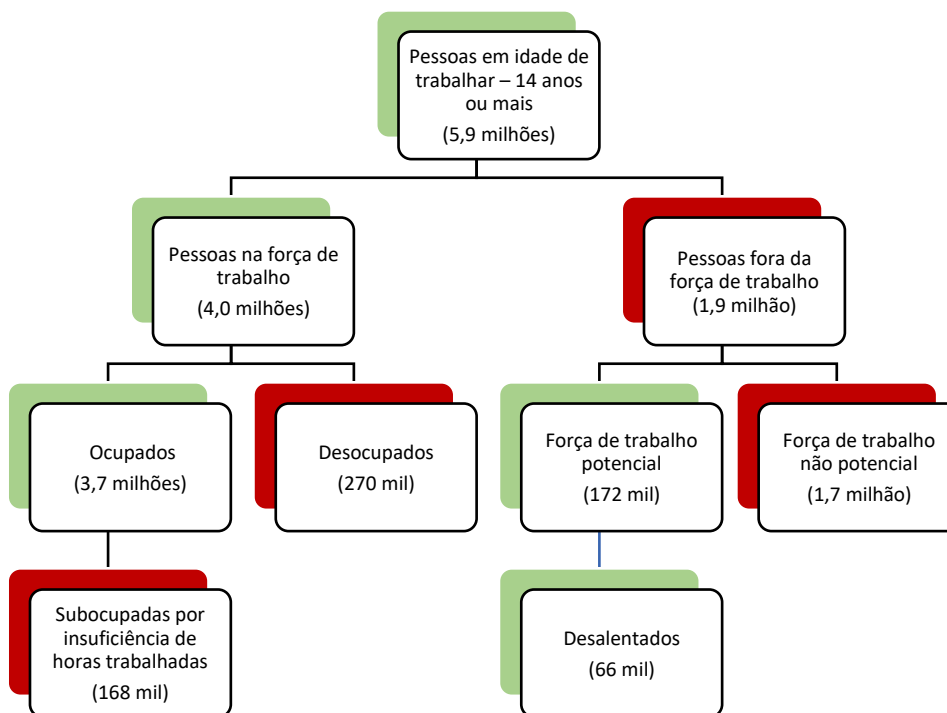 Pessoas em idade de
trabalhar – 14 anos
ou mais
(5,9 milhões)
Pessoas na força de
trabalho
(4,0 milhões)
Pessoas fora da
força de trabalho
(1,9 milhão)
Ocupados
(3,7 milhões)
Desocupados
(270 mil)
Força de trabalho
potencial
(172 mil)
Força de trabalho
não potencial
(1,7 milhão)
Subocupadas por
insuficiência de
horas trabalhadas
(168 mil)
Desalentados
(66 mil)